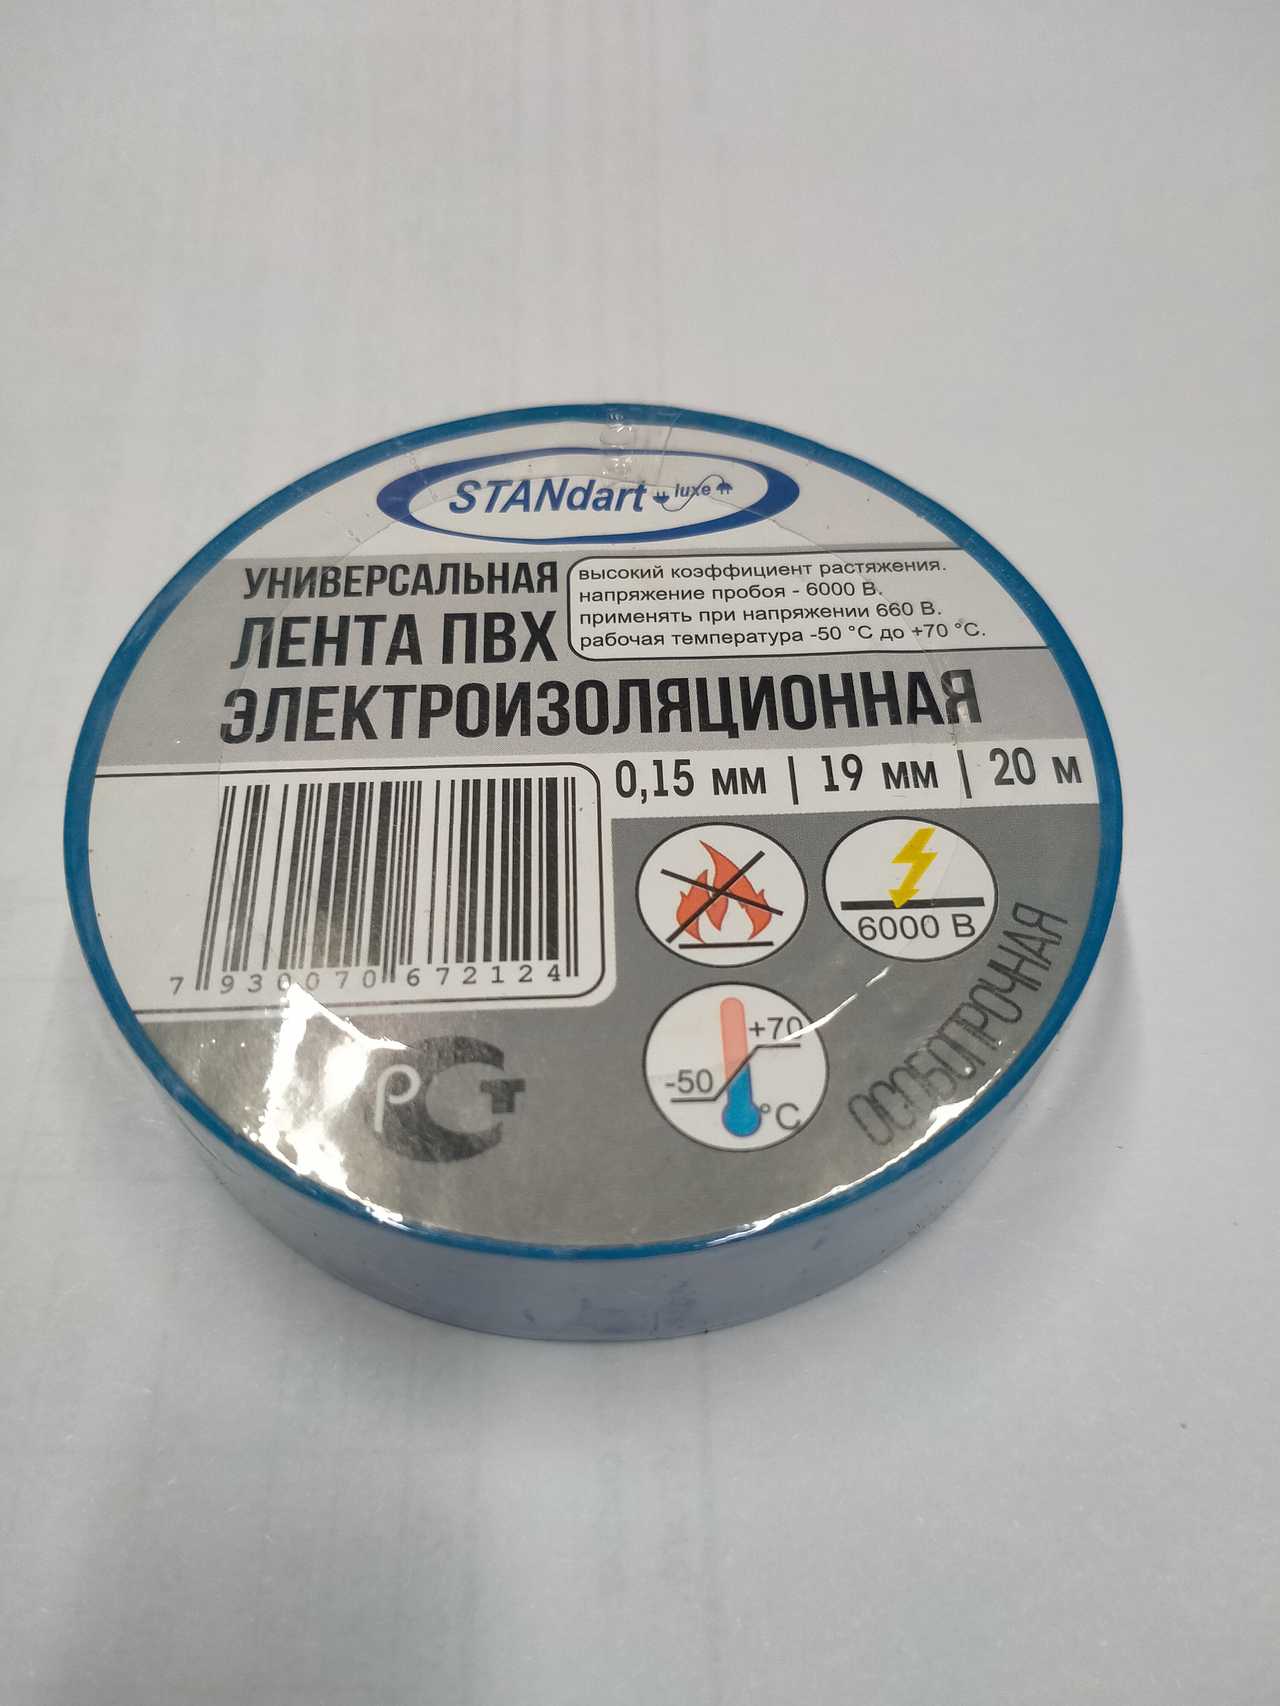 STANdart luxe
УНИВЕРСАЛЬНАЯ
ЛЕНТА ПВХ
ЭЛЕКТРОИЗОЛЯЦИОННАЯ
высокий коэффициент растяжения.
напряжение пробоя - 6000 В.
применять при напряжении 660 В.
рабочая температура -50 °С до +70 °С.
0,15 мм | 19 мм | 20 м
7 930070 672124
6000 В
+70
-50
°С
ОСОБОПРОЧНАЯ
РСТ